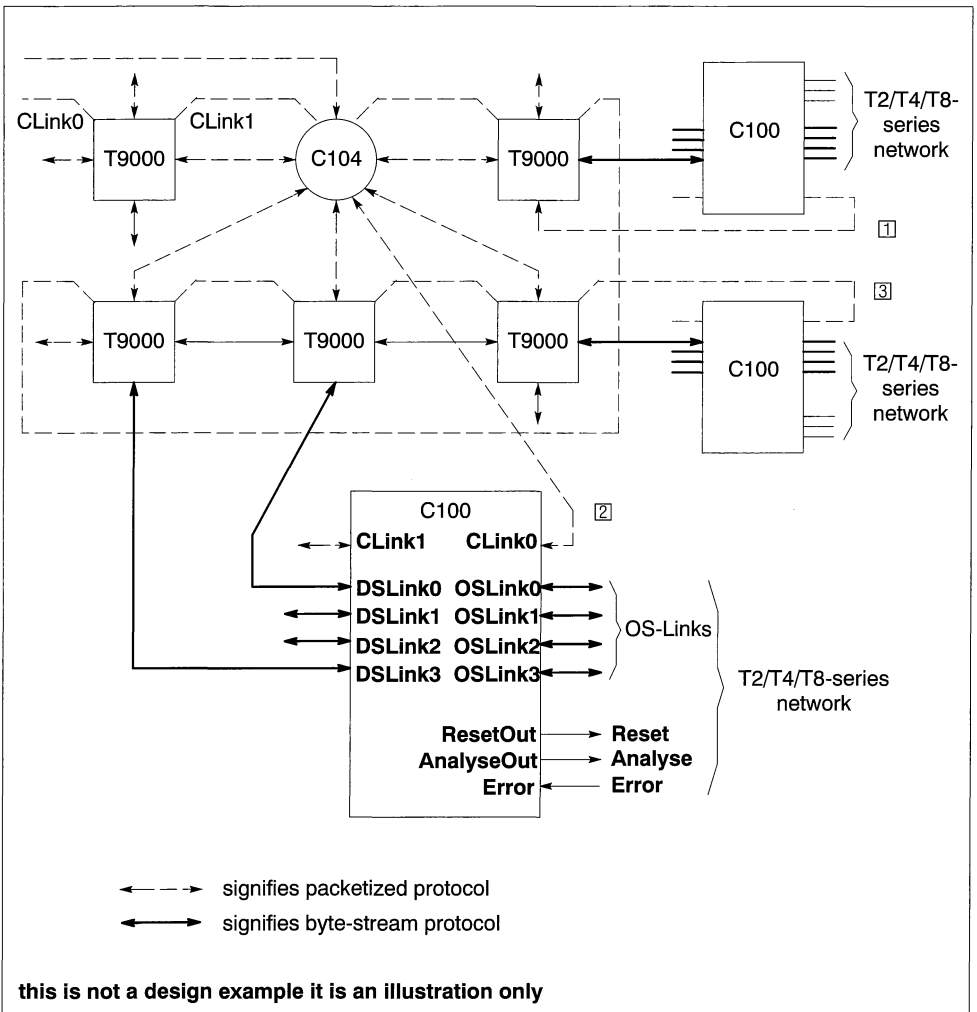 CLink0
CLink1
T9000
C104
T9000
C100
T2/T4/T8-
series
network
1
3
T9000
T9000
T9000
C100
T2/T4/T8-
series
network
2
C100
CLink1 CLink0
DSLink0 OSLink0
DSLink1 OSLink1
DSLink2 OSLink2
DSLink3 OSLink3
OS-Links
T2/T4/T8-series
network
ResetOut Reset
AnalyseOut Analyse
Error Error
signifies packetized protocol
signifies byte-stream protocol
this is not a design example it is an illustration only